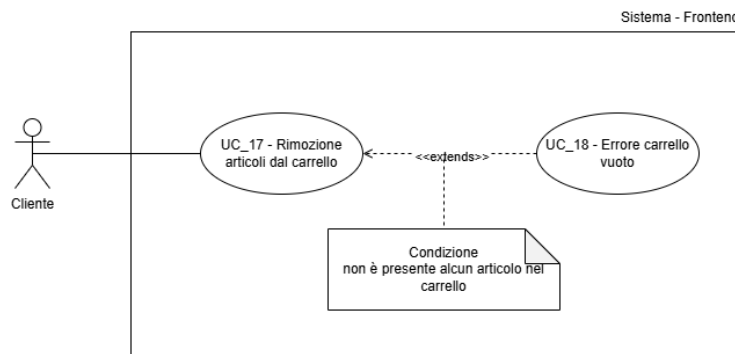 Sistema - Frontend
UC_17 - Rimozione
articoli dal carrello
<<extends>>
UC_18 - Errore carrello
vuoto
Cliente
Condizione
non è presente alcun articolo nel
carrello